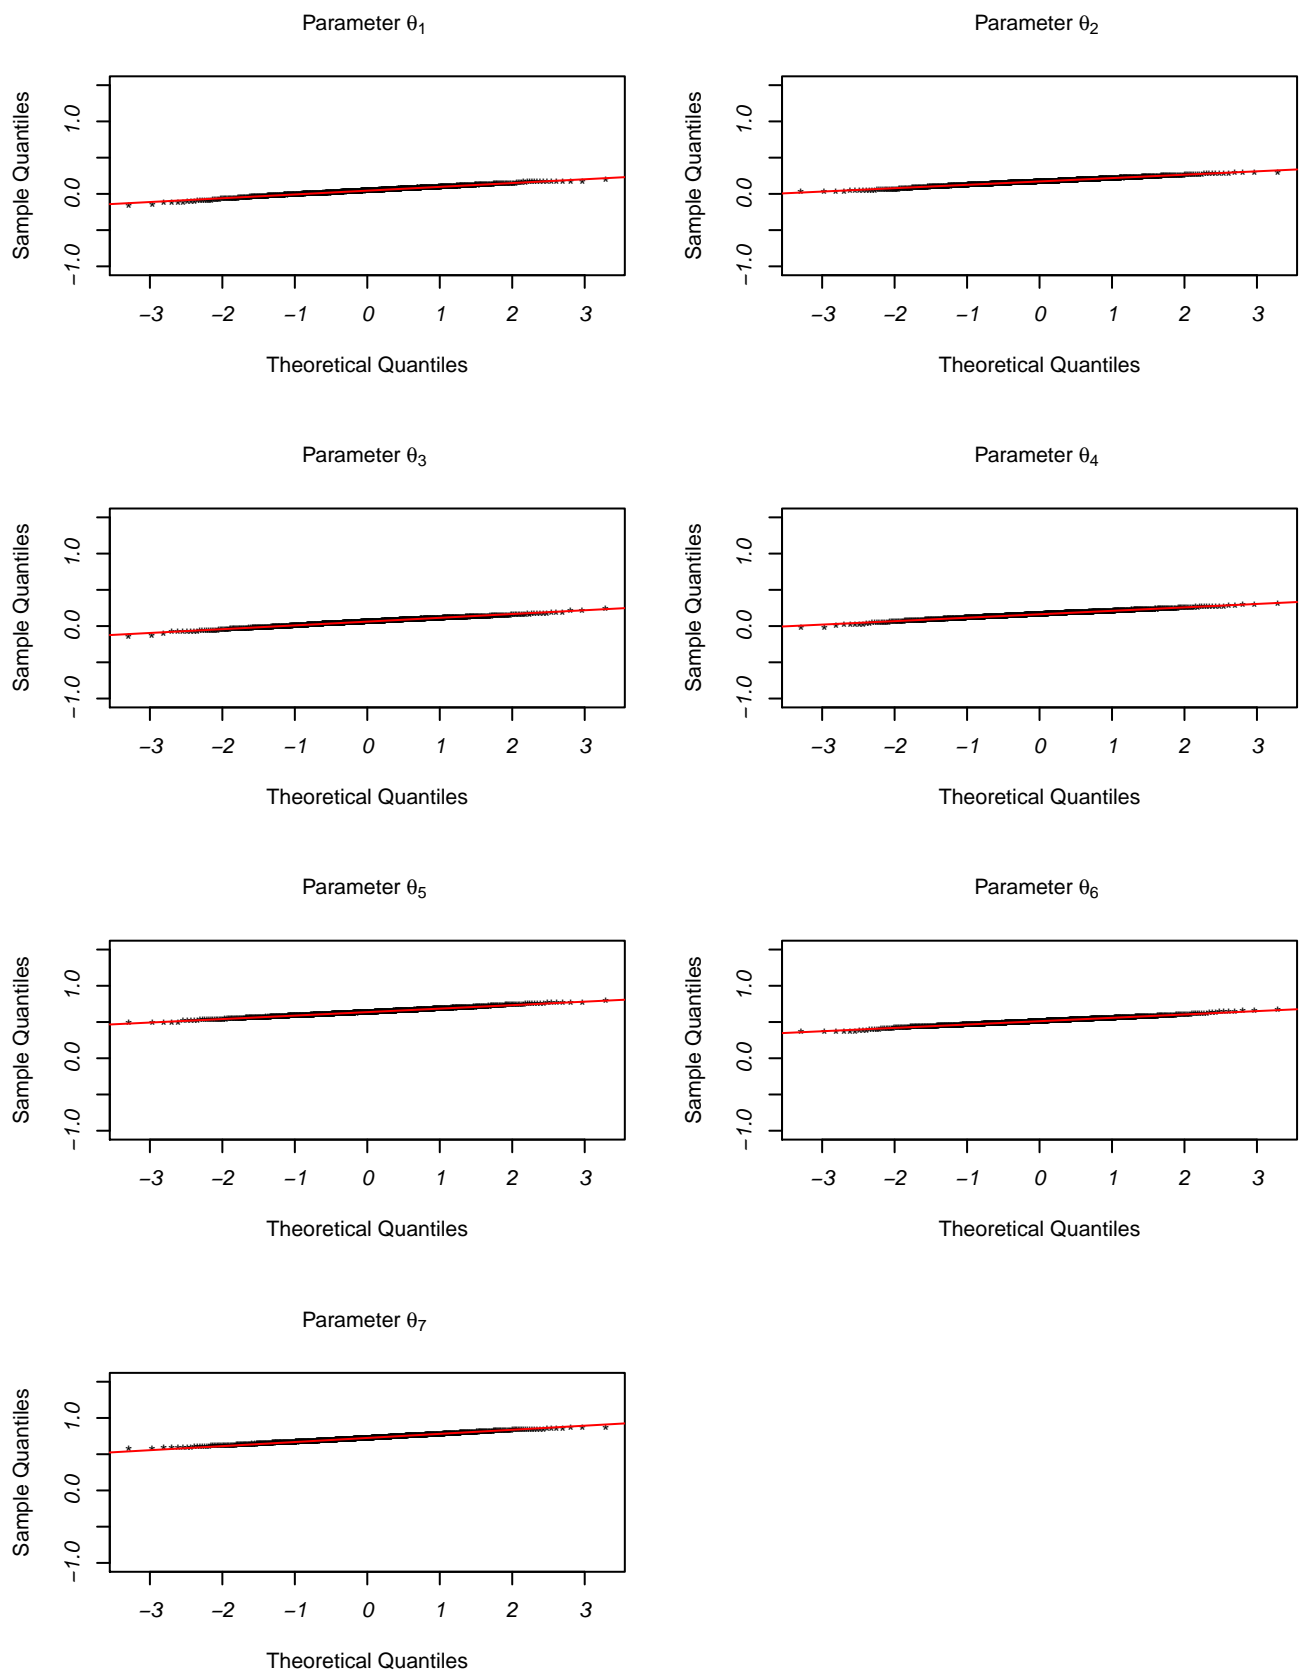 Parameter θ1
Sample Quantiles
−1.0 0.0 1.0
−3 −2 −1 0 1 2 3
Theoretical Quantiles
Parameter θ2
Sample Quantiles
−1.0 0.0 1.0
−3 −2 −1 0 1 2 3
Theoretical Quantiles
Parameter θ3
Sample Quantiles
−1.0 0.0 1.0
−3 −2 −1 0 1 2 3
Theoretical Quantiles
Parameter θ4
Sample Quantiles
−1.0 0.0 1.0
−3 −2 −1 0 1 2 3
Theoretical Quantiles
Parameter θ5
Sample Quantiles
−1.0 0.0 1.0
−3 −2 −1 0 1 2 3
Theoretical Quantiles
Parameter θ6
Sample Quantiles
−1.0 0.0 1.0
−3 −2 −1 0 1 2 3
Theoretical Quantiles
Parameter θ7
Sample Quantiles
−1.0 0.0 1.0
−3 −2 −1 0 1 2 3
Theoretical Quantiles